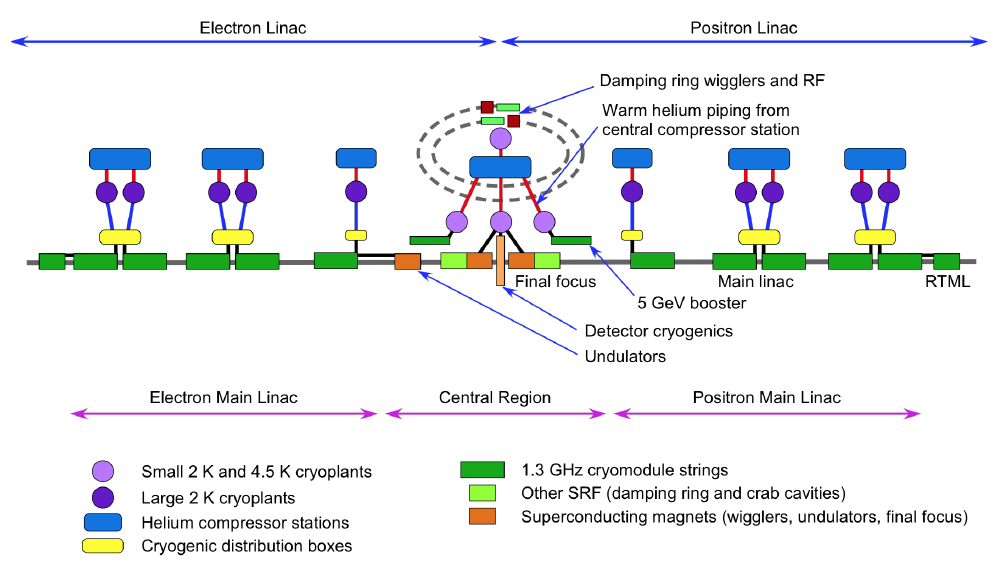 Electron Linac
Positron Linac
Damping ring wigglers and RF
Warm helium piping from
central compressor station
Final focus
Main linac
RTML
5 GeV booster
Detector cryogenics
Undulators
Electron Main Linac
Central Region
Positron Main Linac
Small 2 K and 4.5 K cryoplants
Large 2 K cryoplants
Helium compressor stations
Cryogenic distribution boxes
1.3 GHz cryomodule strings
Other SRF (damping ring and crab cavities)
Superconducting magnets (wigglers, undulators, final focus)